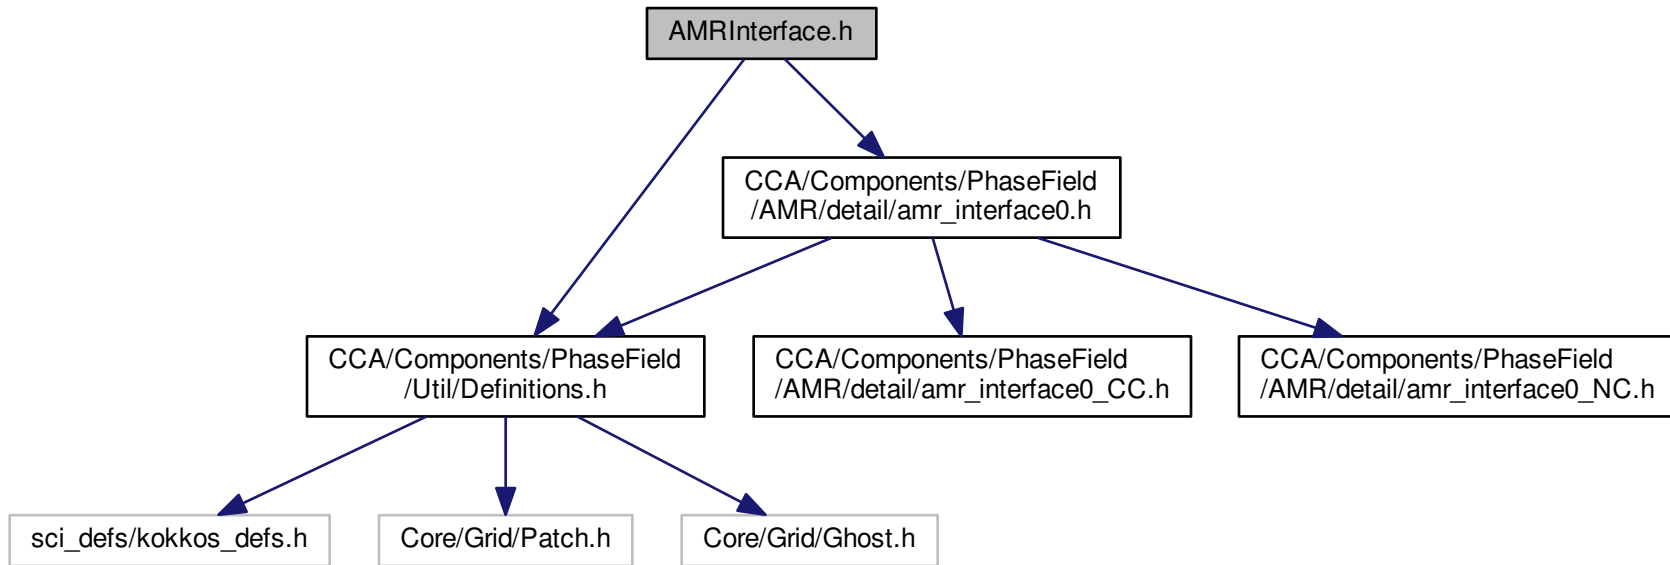 AMRInterface.h
CCA/Components/PhaseField
/AMR/detail/amr_interface0.h
CCA/Components/PhaseField
/Util/Definitions.h
CCA/Components/PhaseField
/AMR/detail/amr_interface0_CC.h
CCA/Components/PhaseField
/AMR/detail/amr_interface0_NC.h
sci_defs/kokkos_defs.h
Core/Grid/Patch.h
Core/Grid/Ghost.h